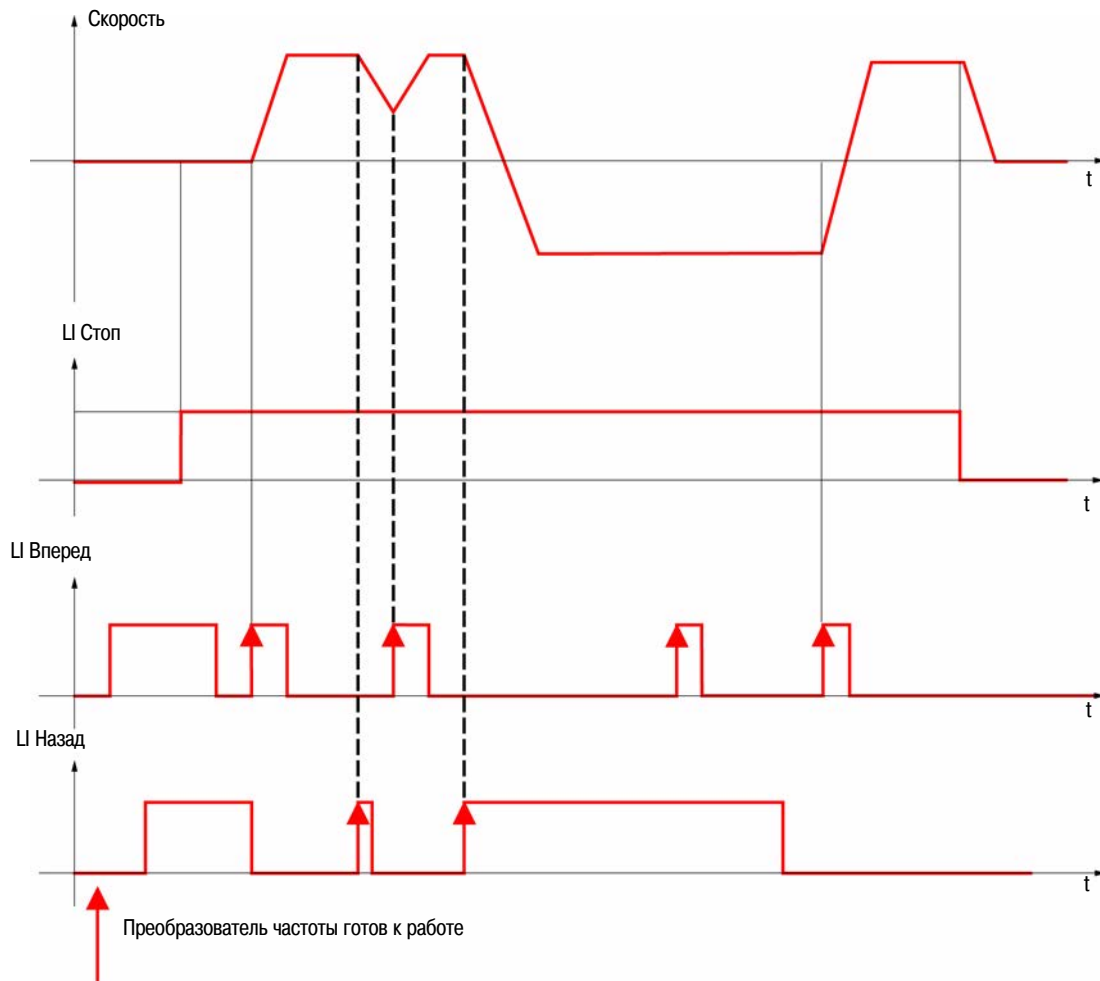 Скорость
t
LI Стоп
t
LI Вперед
t
LI Назад
t
Преобразователь частоты готов к работе